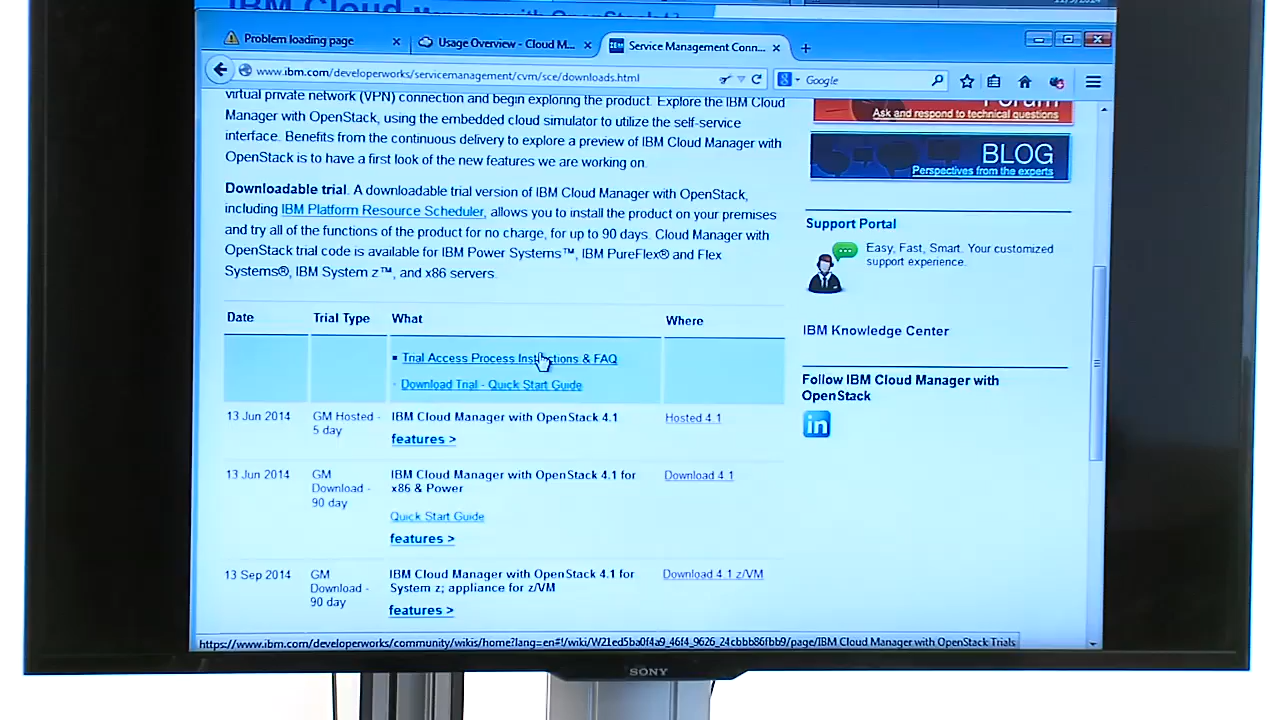 IBM Cloud Manager with OpenStack
Problem loading page
Usage Overview - Cloud M...
Service Management Conn...
www.ibm.com/developerworks/servicemanagement/cvm/sce/downloads.html
Google
virtual private network (VPN) connection and begin exploring the product. Explore the IBM Cloud
Manager with OpenStack, using the embedded cloud simulator to utilize the self-service
interface. Benefits from the continuous delivery to explore a preview of IBM Cloud Manager with
OpenStack is to have a first look of the new features we are working on.
Downloadable trial. A downloadable trial version of IBM Cloud Manager with OpenStack,
including IBM Platform Resource Scheduler, allows you to install the product on your premises
and try all of the functions of the product for no charge, for up to 90 days. Cloud Manager with
OpenStack trial code is available for IBM Power Systems™, IBM PureFlex® and Flex
Systems®, IBM System z™, and x86 servers.
Date Trial Type What Where
Trial Access Process Instructions & FAQ
Download Trial - Quick Start Guide
13 Jun 2014 GM Hosted - IBM Cloud Manager with OpenStack 4.1 Hosted 4.1
5 day
features >
13 Jun 2014 GM IBM Cloud Manager with OpenStack 4.1 for Download 4.1
Download - x86 & Power
90 day
Quick Start Guide
features >
13 Sep 2014 GM IBM Cloud Manager with OpenStack 4.1 for Download 4.1 z/VM
Download - System z; appliance for z/VM
90 day
features >
Forum
Ask and respond to technical questions
BLOG
Perspectives from the experts
Support Portal
Easy, Fast, Smart. Your customized
support experience.
IBM Knowledge Center
Follow IBM Cloud Manager with
OpenStack
in
https://www.ibm.com/developerworks/community/wikis/home?lang=en#!/wiki/W21ed5ba0f4a9_46f4_9626_24cbbb86fbb9/page/IBM Cloud Manager with OpenStack Trials
SONY